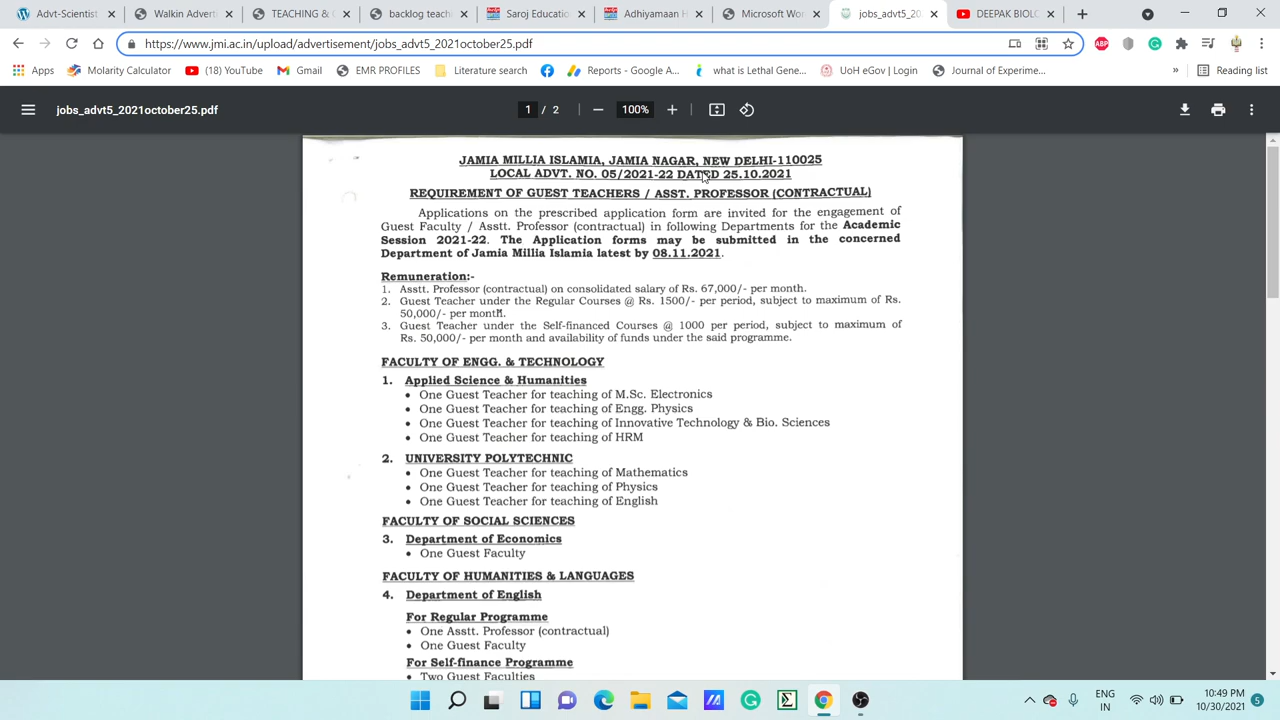 Advt-Scientist
Walkin Advert
TEACHING &
backlog teach
Saroj Education
Adhiyamaan
Microsoft Wo
jobs_advt5_20
DEEPAK BIOL
https://www.jmi.ac.in/upload/advertisement/jobs_advt5_2021october25.pdf
Apps
Molarity Calculator
(18) YouTube
Gmail
EMR PROFILES
Literature search
Reports - Google A...
what is Lethal Gene...
UoH eGov | Login
Journal of Experime...
»
Reading list
jobs_advt5_2021october25.pdf
1 / 2
100%
JAMIA MILLIA ISLAMIA, JAMIA NAGAR, NEW DELHI-110025
LOCAL ADVT. NO. 05/2021-22 DATED 25.10.2021
REQUIREMENT OF GUEST TEACHERS / ASST. PROFESSOR (CONTRACTUAL)
Applications on the prescribed application form are invited for the engagement of
Guest Faculty / Asstt. Professor (contractual) in following Departments for the Academic
Session 2021-22. The Application forms may be submitted in the concerned
Department of Jamia Millia Islamia latest by 08.11.2021.
Remuneration:-
1. Asstt. Professor (contractual) on consolidated salary of Rs. 67,000/- per month.
2. Guest Teacher under the Regular Courses @ Rs. 1500/- per period, subject to maximum of Rs.
50,000/- per month.
3. Guest Teacher under the Self-financed Courses @ 1000 per period, subject to maximum of
Rs. 50,000/- per month and availability of funds under the said programme.
FACULTY OF ENGG. & TECHNOLOGY
1. Applied Science & Humanities
• One Guest Teacher for teaching of M.Sc. Electronics
• One Guest Teacher for teaching of Engg. Physics
• One Guest Teacher for teaching of Innovative Technology & Bio. Sciences
• One Guest Teacher for teaching of HRM
2. UNIVERSITY POLYTECHNIC
• One Guest Teacher for teaching of Mathematics
• One Guest Teacher for teaching of Physics
• One Guest Teacher for teaching of English
FACULTY OF SOCIAL SCIENCES
3. Department of Economics
• One Guest Faculty
FACULTY OF HUMANITIES & LANGUAGES
4. Department of English
For Regular Programme
• One Asstt. Professor (contractual)
• One Guest Faculty
For Self-finance Programme
• Two Guest Faculties
ENG
IN
10:49 PM
10/30/2021
5